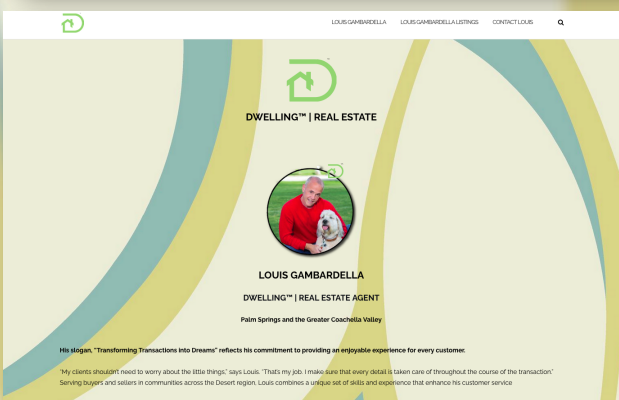 LOUIS GAMBARDELLA LOUIS GAMBARDELLA LISTINGS CONTACT LOUIS
DWELLING™ | REAL ESTATE
LOUIS GAMBARDELLA
DWELLING™ | REAL ESTATE AGENT
Palm Springs and the Greater Coachella Valley
His slogan, "Transforming Transactions into Dreams" reflects his commitment to providing an enjoyable experience for every customer.
"My clients shouldn't need to worry about the little things," says Louis. "That's my job. I make sure that every detail is taken care of throughout the course of the transaction."
Serving buyers and sellers in communities across the Desert region, Louis combines a unique set of skills and experience that enhance his customer service